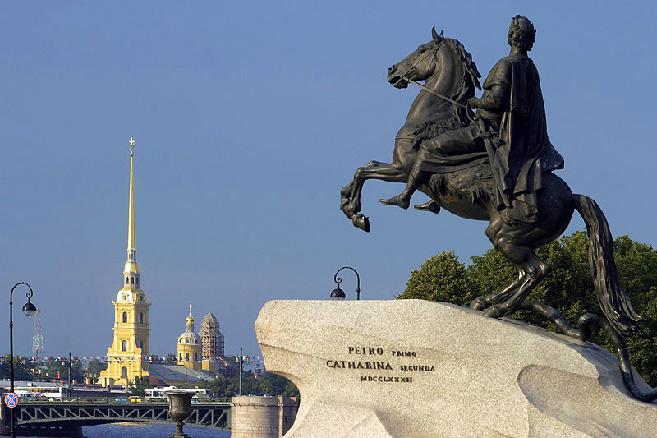 PETRO PRIMO
CATHARINA SECUNDA
MDCCLXXXII